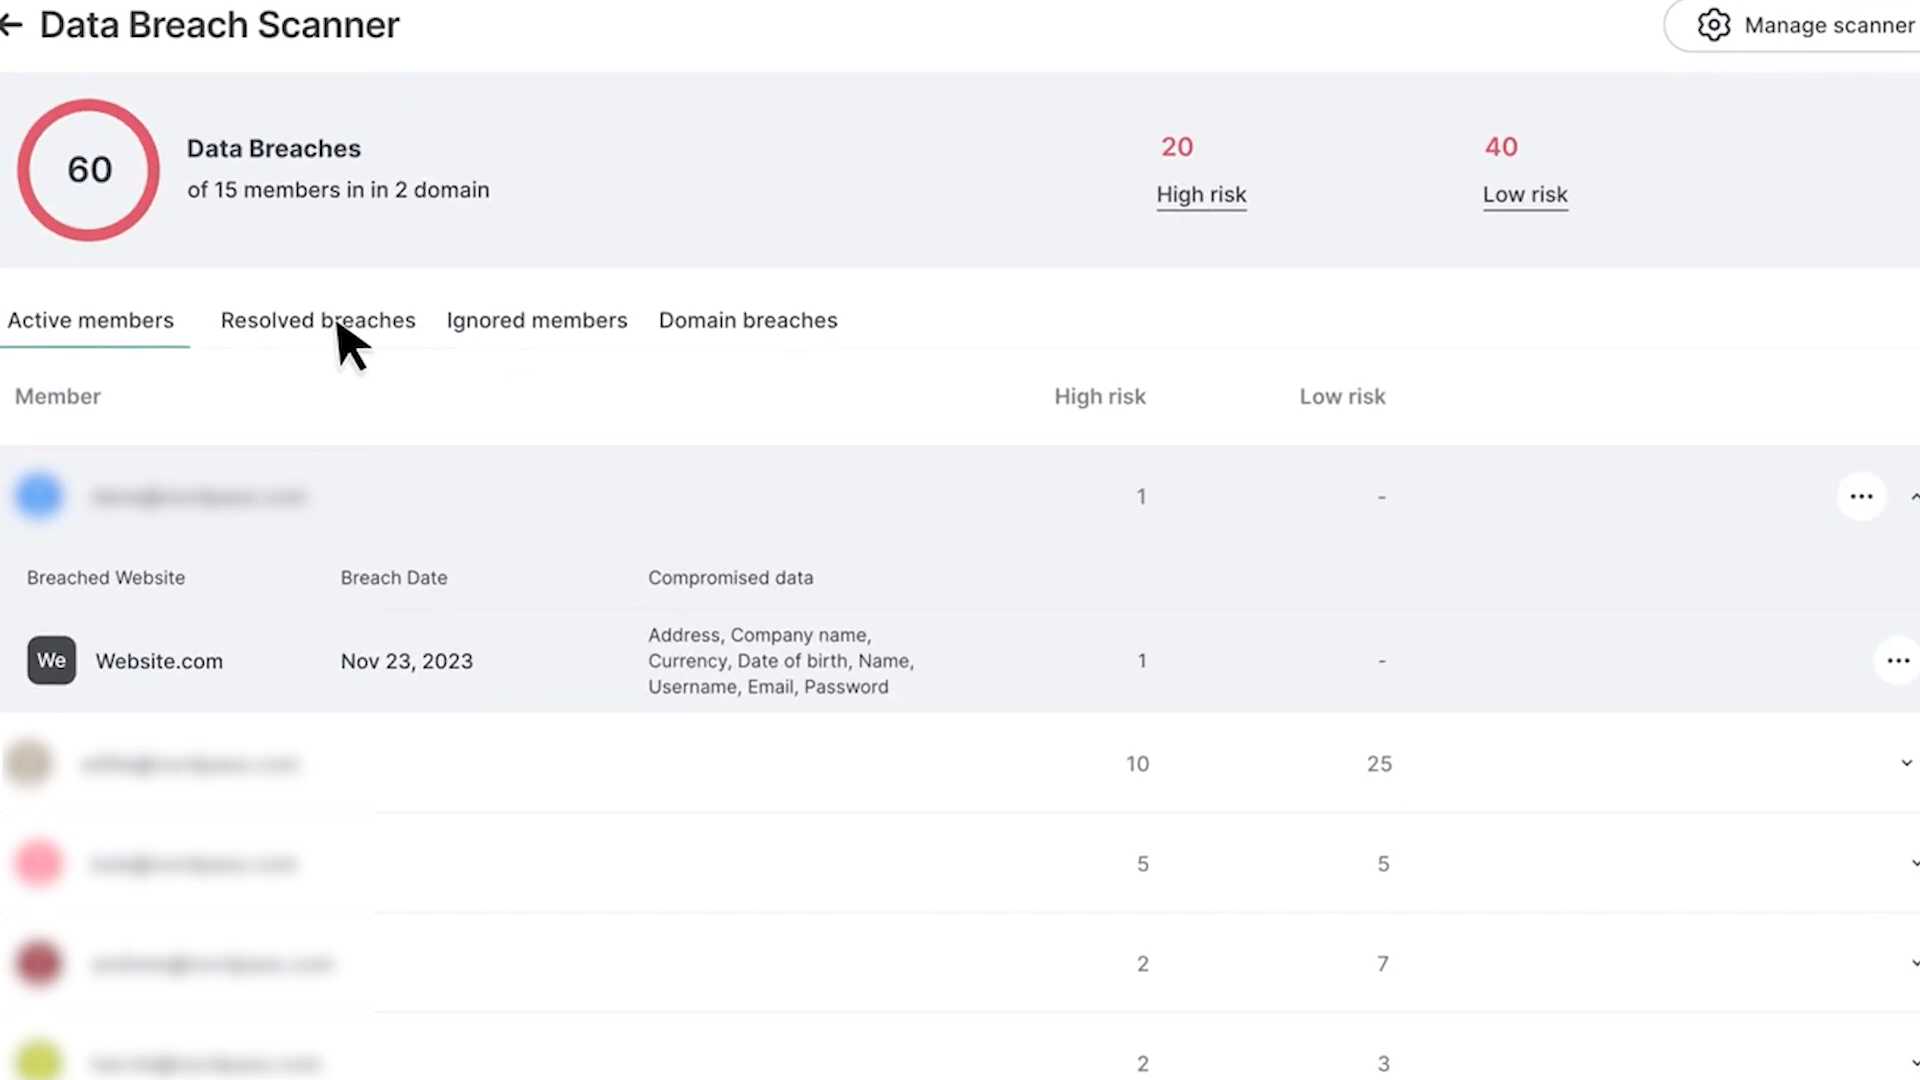 Data Breach Scanner
Manage scanner
60
Data Breaches
of 15 members in in 2 domain
20
High risk
40
Low risk
Active members
Resolved breaches
Ignored members
Domain breaches
Member
High risk
Low risk
1
-
Breached Website
Breach Date
Compromised data
We
Website.com
Nov 23, 2023
Address, Company name,
Currency, Date of birth, Name,
Username, Email, Password
1
-
10
25
5
5
2
7
2
3